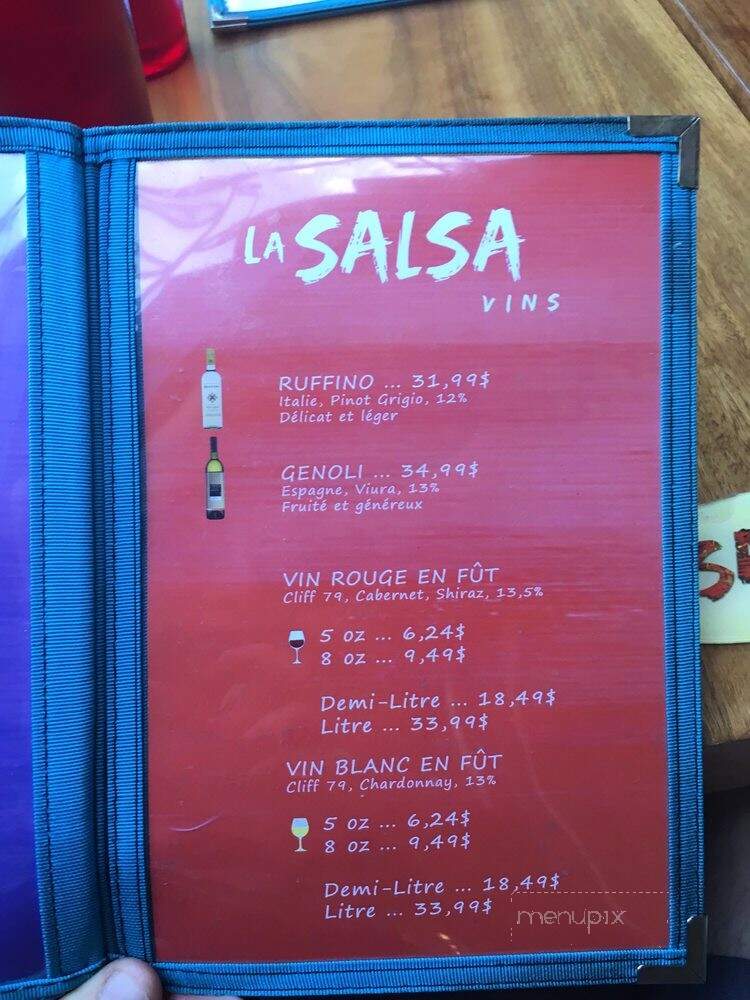 LA SALSA
VINS
RUFFINO ... 31,99$
Italie, Pinot Grigio, 12%
Délicat et léger
GENOLI ... 34,99$
Espagne, Viura, 13%
Fruité et généreux
VIN ROUGE EN FÛT
Cliff 79, Cabernet, Shiraz, 13,5%
5 oz ... 6,24$
8 oz ... 9,49$
Demi-Litre ... 18,49$
Litre ... 33,99$
VIN BLANC EN FÛT
Cliff 79, Chardonnay, 13%
5 oz ... 6,24$
8 oz ... 9,49$
Demi-Litre ... 18,49$
Litre ... 33,99$
menupix